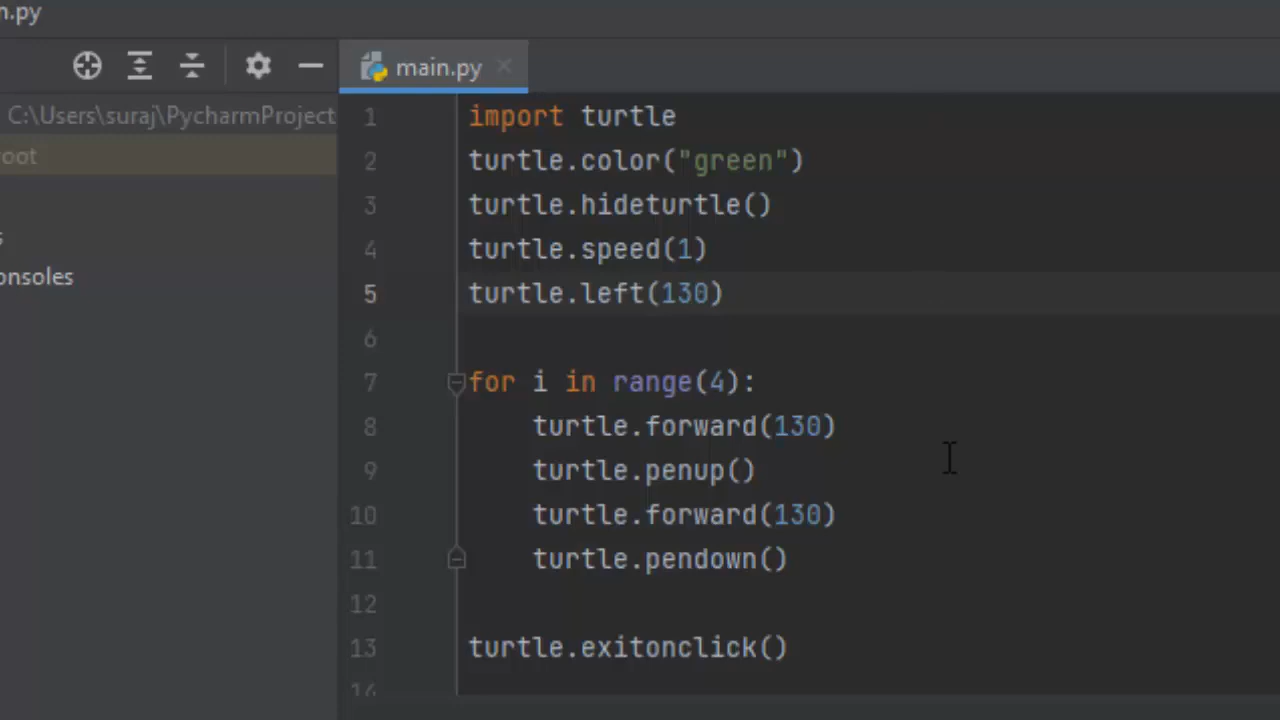 n.py
main.py
C:\Users\suraj\PycharmProject
oot
s
onsoles
1 import turtle
2 turtle.color("green")
3 turtle.hideturtle()
4 turtle.speed(1)
5 turtle.left(130)
6
7 for i in range(4):
8     turtle.forward(130)
9     turtle.penup()
10     turtle.forward(130)
11     turtle.pendown()
12
13 turtle.exitonclick()
14